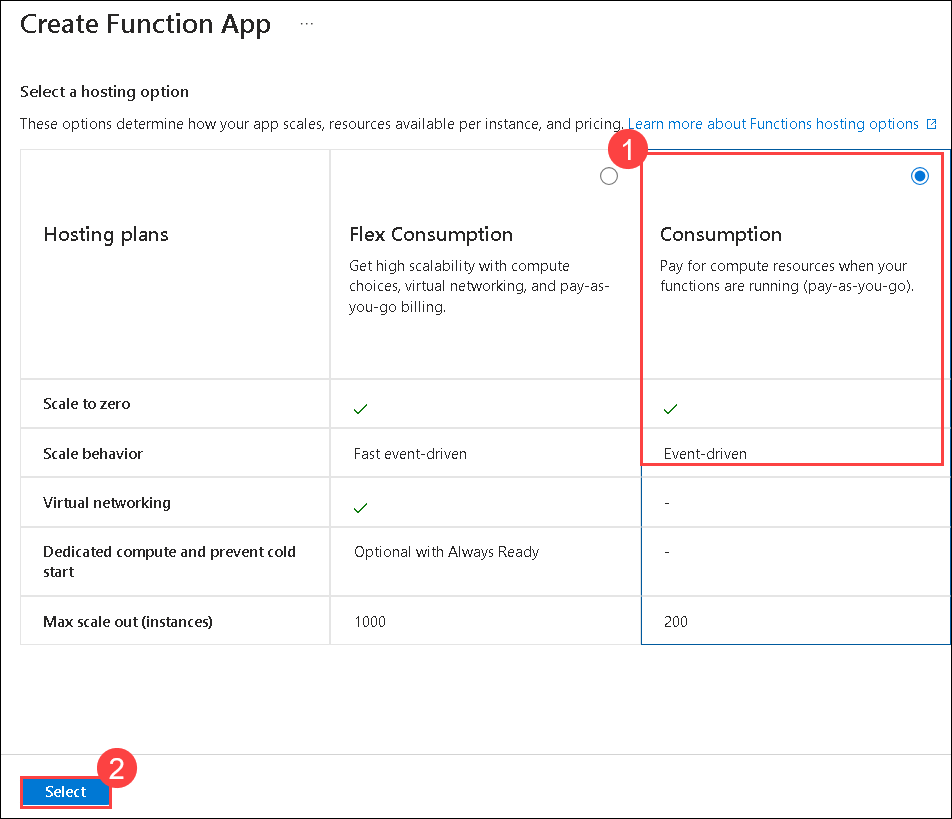 Create Function App ...
Select a hosting option
These options determine how your app scales, resources available per instance, and pricing. Learn more about Functions hosting options
1
Hosting plans
Flex Consumption
Get high scalability with compute
choices, virtual networking, and pay-as-
you-go billing.
Consumption
Pay for compute resources when your
functions are running (pay-as-you-go).
Scale to zero
Scale behavior
Fast event-driven
Event-driven
Virtual networking
-
Dedicated compute and prevent cold
start
Optional with Always Ready
-
Max scale out (instances)
1000
200
2
Select